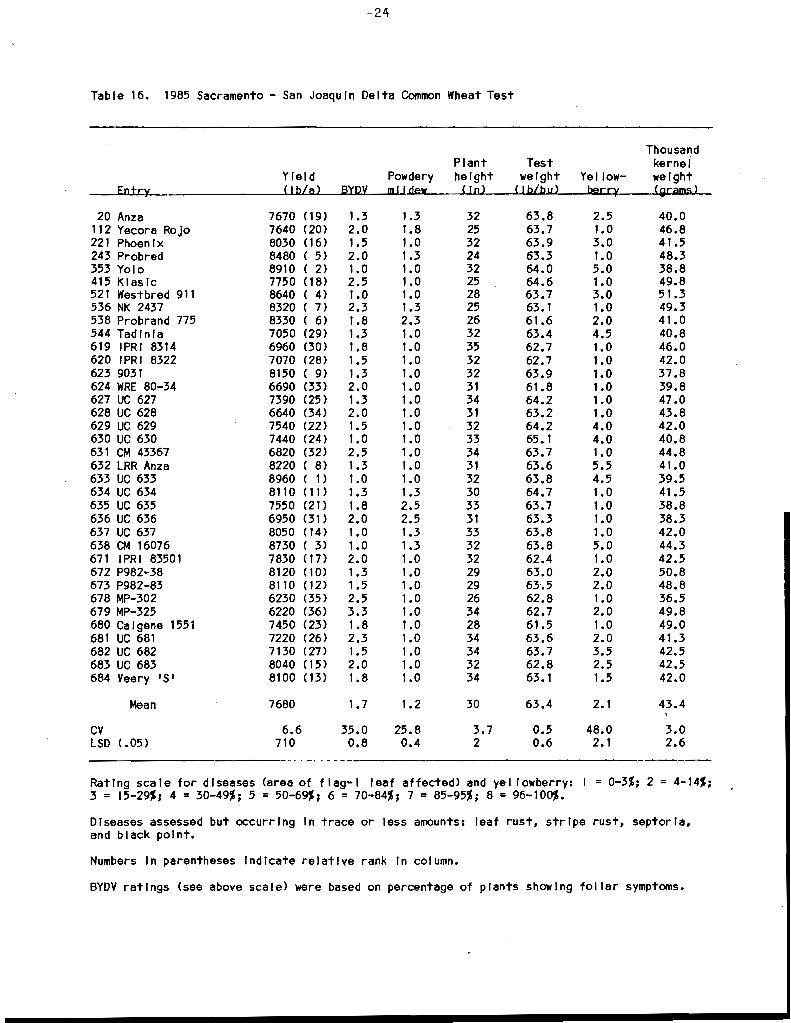 -24
Table 16. 1985 Sacramento - San Joaquin Delta Common Wheat Test
Thousand
Plant Test kernel
Yield Powdery height weight Yellow- weight
Entry (lb/a) BYDV mildew (in) (lb/bu) berry (grams)
20 Anza 7670 (19) 1.3 1.3 32 63.8 2.5 40.0
112 Yecora Rojo 7640 (20) 2.0 1.8 25 63.7 1.0 46.8
221 Phoenix 8030 (16) 1.5 1.0 32 63.9 3.0 41.5
243 Probred 8480 ( 5) 2.0 1.3 24 63.3 1.0 48.3
353 Yolo 8910 ( 2) 1.0 1.0 32 64.0 5.0 38.8
415 Klasic 7750 (18) 2.5 1.0 25 64.6 1.0 49.8
521 Westbred 911 8640 ( 4) 1.0 1.0 28 63.7 3.0 51.3
536 NK 2437 8320 ( 7) 2.3 1.3 25 63.1 1.0 49.3
538 Probrand 775 8330 ( 6) 1.8 2.3 26 61.6 2.0 41.0
544 Tadinia 7050 (29) 1.3 1.0 32 63.4 4.5 40.8
619 IPRI 8314 6960 (30) 1.8 1.0 35 62.7 1.0 46.0
620 IPRI 8322 7070 (28) 1.5 1.0 32 62.7 1.0 42.0
623 9031 8150 ( 9) 1.3 1.0 32 63.9 1.0 37.8
624 WRE 80-34 6690 (33) 2.0 1.0 31 61.8 1.0 39.8
627 UC 627 7390 (25) 1.3 1.0 34 64.2 1.0 47.0
628 UC 628 6640 (34) 2.0 1.0 31 63.2 1.0 43.8
629 UC 629 7540 (22) 1.5 1.0 32 64.2 4.0 42.0
630 UC 630 7440 (24) 1.0 1.0 33 65.1 4.0 40.8
631 CM 43367 6820 (32) 2.5 1.0 34 63.7 1.0 44.8
632 LRR Anza 8220 ( 8) 1.3 1.0 31 63.6 5.5 41.0
633 UC 633 8960 ( 1) 1.0 1.0 32 63.8 4.5 39.5
634 UC 634 8110 (11) 1.3 1.3 30 64.7 1.0 41.5
635 UC 635 7550 (21) 1.8 2.5 33 63.7 1.0 38.8
636 UC 636 6950 (31) 2.0 2.5 31 63.3 1.0 38.3
637 UC 637 8050 (14) 1.0 1.3 33 63.8 1.0 42.0
638 CM 16076 8730 ( 3) 1.0 1.3 32 63.8 5.0 44.3
671 IPRI 83501 7830 (17) 2.0 1.0 32 62.4 1.0 42.5
672 P982-38 8120 (10) 1.3 1.0 29 63.0 2.0 50.8
673 P982-83 8110 (12) 1.5 1.0 29 63.5 2.0 48.8
678 MP-302 6230 (35) 2.5 1.0 26 62.8 1.0 36.5
679 MP-325 6220 (36) 3.3 1.0 34 62.7 2.0 49.8
680 Calgene 1551 7450 (23) 1.8 1.0 28 61.5 1.0 49.0
681 UC 681 7220 (26) 2.3 1.0 34 63.6 2.0 41.3
682 UC 682 7130 (27) 1.5 1.0 34 63.7 3.5 42.5
683 UC 683 8040 (15) 2.0 1.0 32 62.8 2.5 42.5
684 Veery 'S' 8100 (13) 1.8 1.0 34 63.1 1.5 42.0
Mean 7680 1.7 1.2 30 63.4 2.1 43.4
CV 6.6 35.0 25.8 3.7 0.5 48.0 3.0
LSD (.05) 710 0.8 0.4 2 0.6 2.1 2.6
Rating scale for diseases (area of flag-1 leaf affected) and yellowberry: 1 = 0-3%; 2 = 4-14%;
3 = 15-29%; 4 = 30-49%; 5 = 50-69%; 6 = 70-84%; 7 = 85-95%; 8 = 96-100%.
Diseases assessed but occurring in trace or less amounts: leaf rust, stripe rust, septoria,
and black point.
Numbers in parentheses indicate relative rank in column.
BYDV ratings (see above scale) were based on percentage of plants showing foliar symptoms.